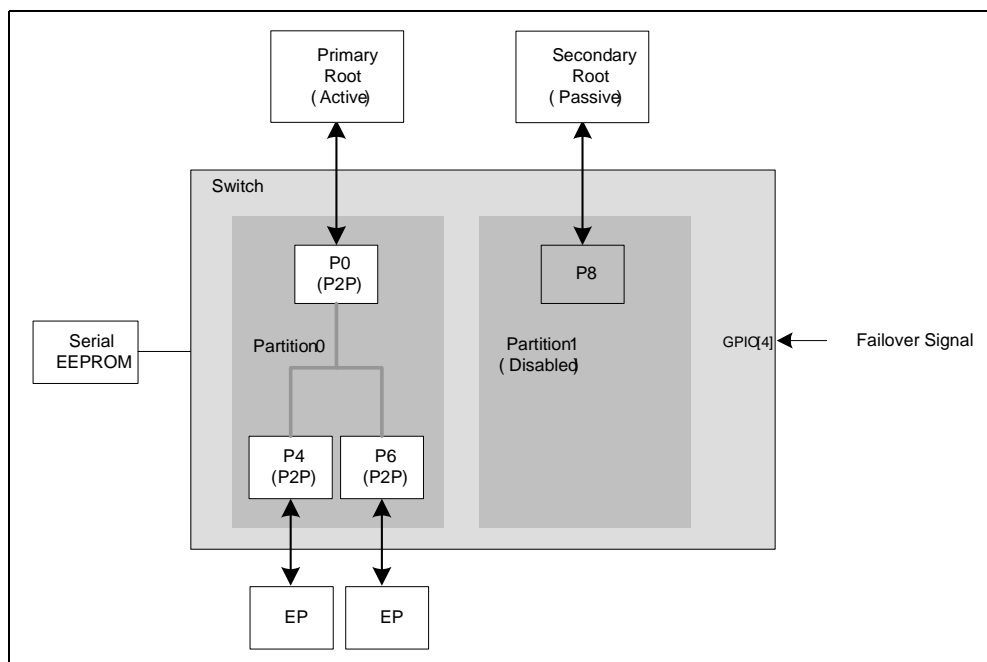 Primary
Root
( Active)
Secondary
Root
( Passive)
Switch
P0
(P2P)
P8
Serial
EEPROM
Partition0
Partition1
( Disabled)
GPIO[4]
Failover Signal
P4
(P2P)
P6
(P2P)
EP
EP